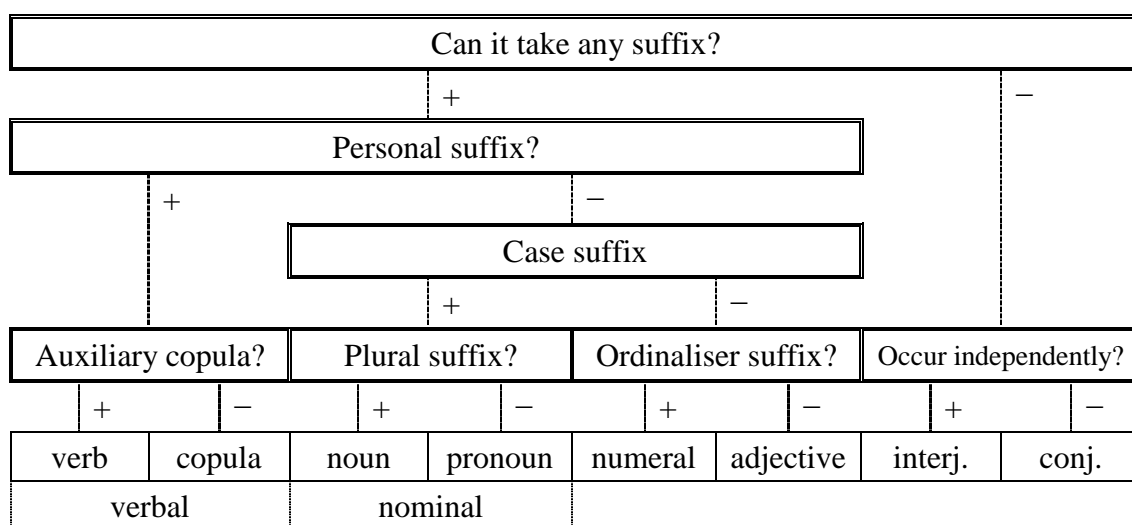 Can it take any suffix?
+ −
Personal suffix?
+ −
Case suffix
+ −
Auxiliary copula? Plural suffix? Ordinaliser suffix? Occur independently?
+ − + − + − + −
verb copula noun pronoun numeral adjective interj. conj.
verbal nominal